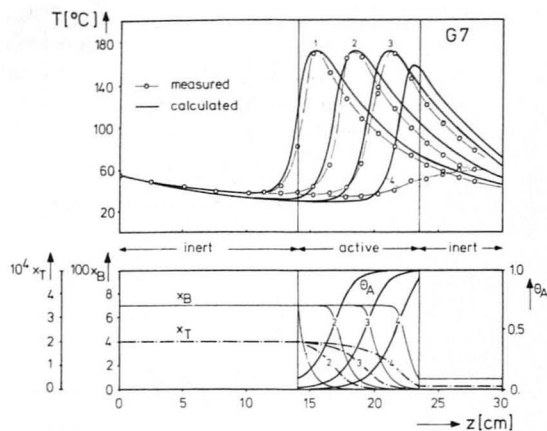 T [°C]
G7
180
140
100
60
20
1 2 3
4
measured
calculated
inert active inert
10⁴ x_T 100x_B
5 4 3 2 1 0
8 6 4 2 0
x_B
x_T
θ_A
2 3 4
2 3 4
1.0
0.5
0.
θ_A
0 5 10 15 20 25 30
z [cm]